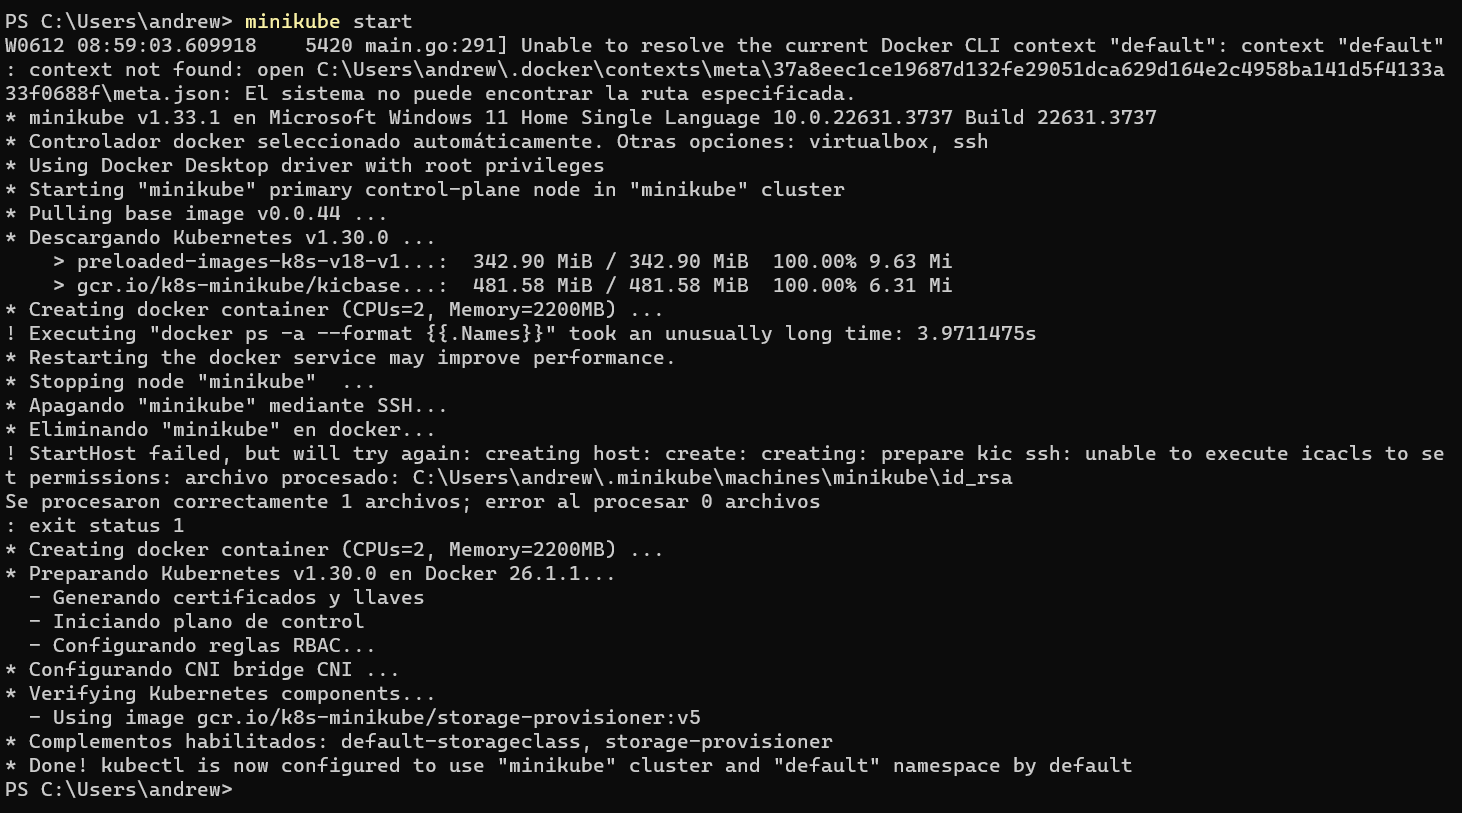 PS C:\Users\andrew> minikube start
W0612 08:59:03.609918    5420 main.go:291] Unable to resolve the current Docker CLI context "default": context "default"
: context not found: open C:\Users\andrew\.docker\contexts\meta\37a8eec1ce19687d132fe29051dca629d164e2c4958ba141d5f4133a
33f0688f\meta.json: El sistema no puede encontrar la ruta especificada.
* minikube v1.33.1 en Microsoft Windows 11 Home Single Language 10.0.22631.3737 Build 22631.3737
* Controlador docker seleccionado automáticamente. Otras opciones: virtualbox, ssh
* Using Docker Desktop driver with root privileges
* Starting "minikube" primary control-plane node in "minikube" cluster
* Pulling base image v0.0.44 ...
* Descargando Kubernetes v1.30.0 ...
    > preloaded-images-k8s-v18-v1...:  342.90 MiB / 342.90 MiB  100.00% 9.63 Mi
    > gcr.io/k8s-minikube/kicbase...:  481.58 MiB / 481.58 MiB  100.00% 6.31 Mi
* Creating docker container (CPUs=2, Memory=2200MB) ...
! Executing "docker ps -a --format {{.Names}}" took an unusually long time: 3.9711475s
* Restarting the docker service may improve performance.
* Stopping node "minikube"  ...
* Apagando "minikube" mediante SSH...
* Eliminando "minikube" en docker...
! StartHost failed, but will try again: creating host: create: creating: prepare kic ssh: unable to execute icacls to se
t permissions: archivo procesado: C:\Users\andrew\.minikube\machines\minikube\id_rsa
Se procesaron correctamente 1 archivos; error al procesar 0 archivos
: exit status 1
* Creating docker container (CPUs=2, Memory=2200MB) ...
* Preparando Kubernetes v1.30.0 en Docker 26.1.1...
  - Generando certificados y llaves
  - Iniciando plano de control
  - Configurando reglas RBAC...
* Configurando CNI bridge CNI ...
* Verifying Kubernetes components...
  - Using image gcr.io/k8s-minikube/storage-provisioner:v5
* Complementos habilitados: default-storageclass, storage-provisioner
* Done! kubectl is now configured to use "minikube" cluster and "default" namespace by default
PS C:\Users\andrew>